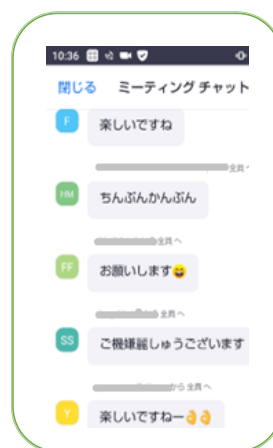 10:36
閉じる ミーティング チャット
F 楽しいですね
全員へ
HM ちんぷんかんぷん
全員へ
FF お願いします😄
全員へ
SS ご機嫌麗しゅうございます
から 全員へ
Y 楽しいですねー👌👌